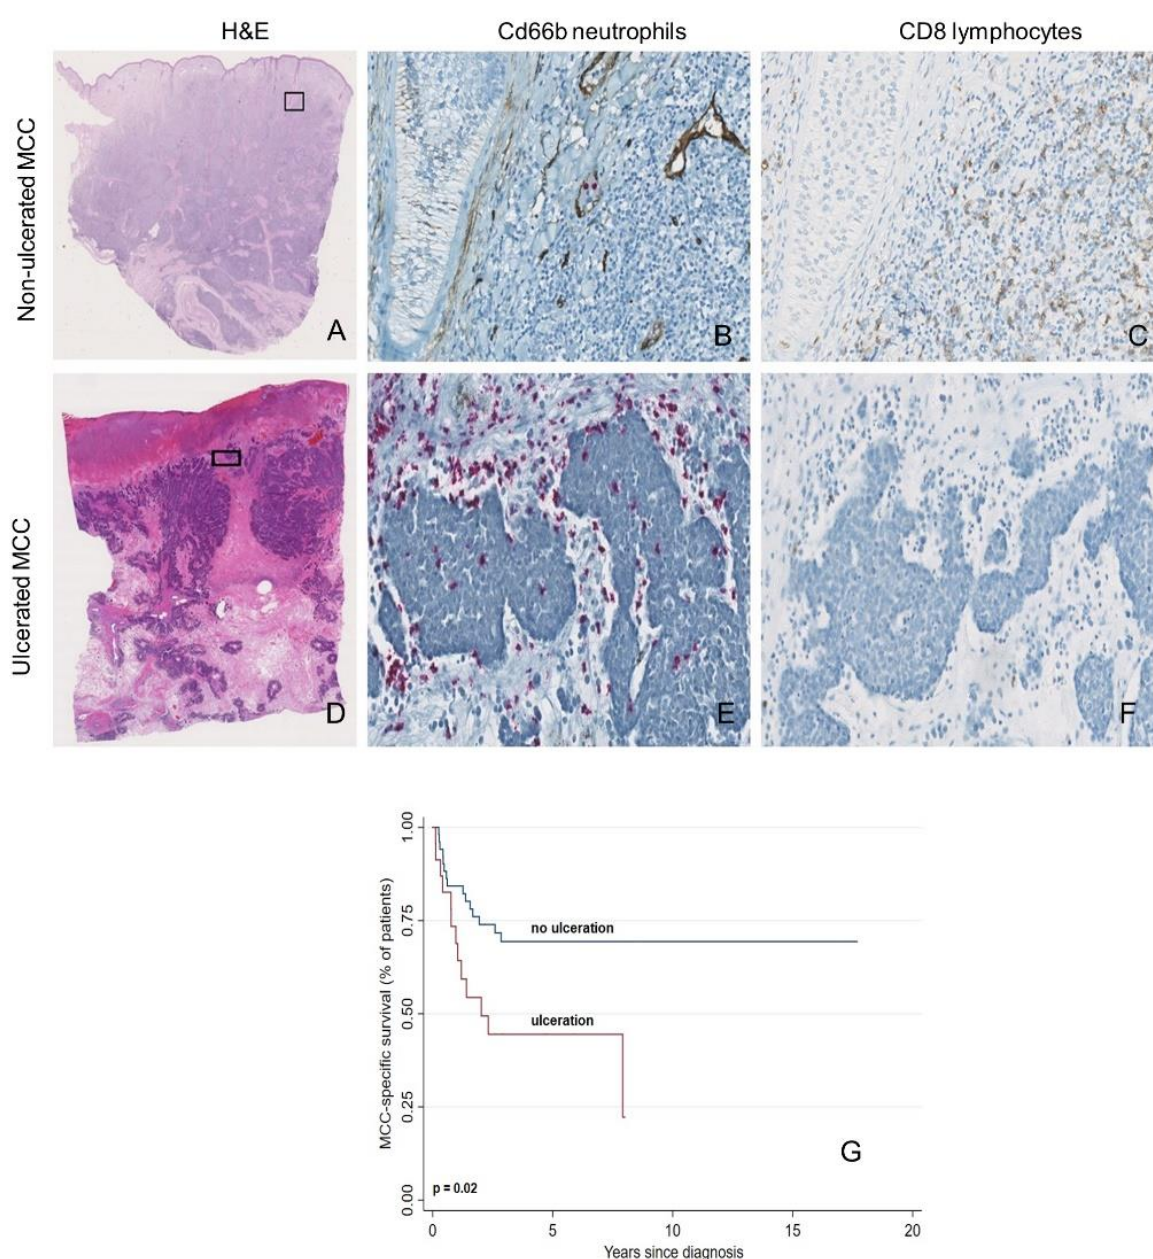 H&E
Cd66b neutrophils
CD8 lymphocytes
Non-ulcerated MCC
A
B
C
Ulcerated MCC
D
E
F
MCC-specific survival (% of patients)
1.00
0.75
0.50
0.25
0.00
no ulceration
ulceration
G
p = 0.02
0
5
10
15
20
Years since diagnosis